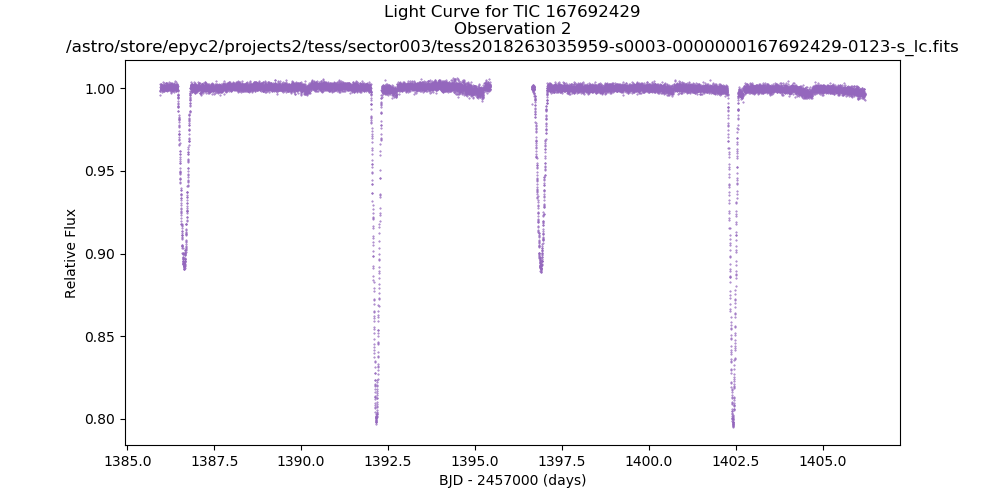 Light Curve for TIC 167692429
Observation 2
/astro/store/epyc2/projects2/tess/sector003/tess2018263035959-s0003-0000000167692429-0123-s_lc.fits
Relative Flux
1.00
0.95
0.90
0.85
0.80
1385.0 1387.5 1390.0 1392.5 1395.0 1397.5 1400.0 1402.5 1405.0
BJD - 2457000 (days)